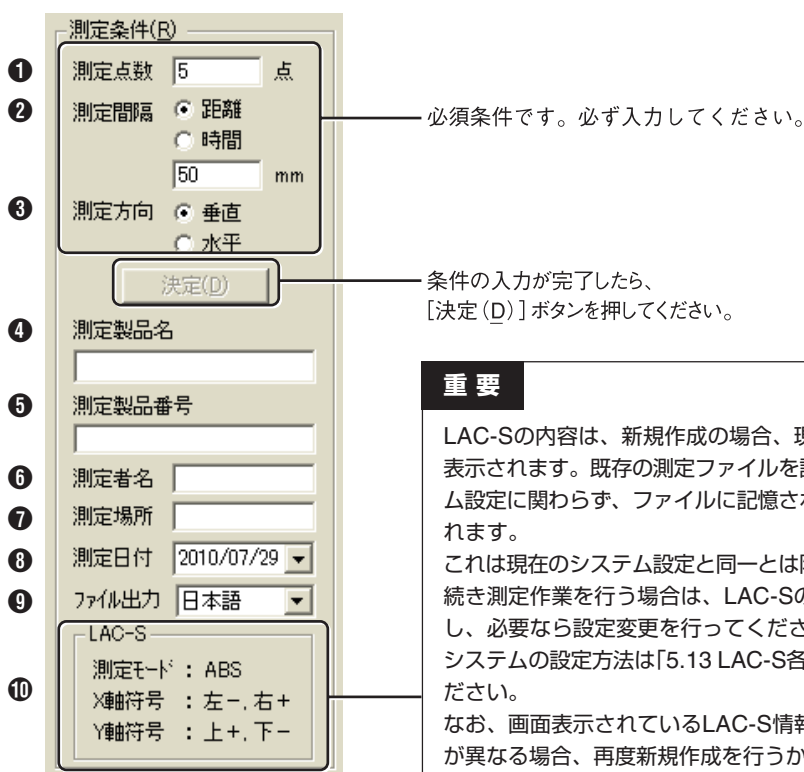 測定条件(R)
❶ 測定点数 5 点
❷ 測定間隔 距離
時間
50 mm
必須条件です。必ず入力してください。
❸ 測定方向 垂直
水平
決定(D)
条件の入力が完了したら、
［決定（D）］ボタンを押してください。
❹ 測定製品名
❺ 測定製品番号
❻ 測定者名
❼ 測定場所
❽ 測定日付 2010/07/29
❾ ファイル出力 日本語
❿ LAC-S
測定モード : ABS
X軸符号 : 左－, 右＋
Y軸符号 : 上＋, 下－
重要
LAC-Sの内容は、新規作成の場合、
表示されます。既存の測定ファイルを
ム設定に関わらず、ファイルに記憶さ
れます。
これは現在のシステム設定と同一とは
続き測定作業を行う場合は、LAC-Sの
し、必要なら設定変更を行ってくださ
システムの設定方法は「5.13 LAC-S各
ださい。
なお、画面表示されているLAC-S情
が異なる場合、再度新規作成を行うか